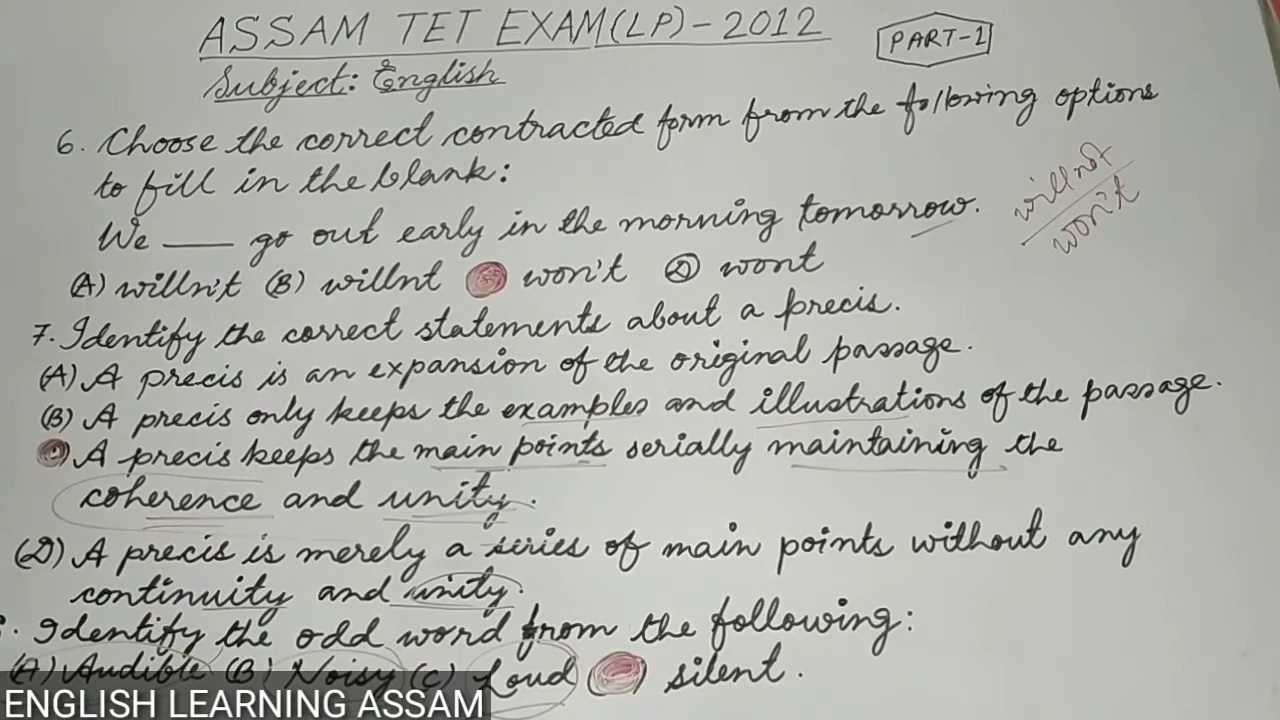 ASSAM TET EXAM(LP)-2012
PART-1
Subject: English
6. Choose the correct contracted form from the following options
to fill in the blank:
will not
won't
We ___ go out early in the morning tomorrow.
(A) willn't (B) willnt won't (D) wont
7. Identify the correct statements about a precis.
(A) A precis is an expansion of the original passage.
(B) A precis only keeps the examples and illustrations of the passage.
A precis keeps the main points serially maintaining the
coherence and unity.
(D) A precis is merely a series of main points without any
continuity and unity.
Identify the odd word from the following:
(A) Audible (B) Noisy (C) Loud silent.
ENGLISH LEARNING ASSAM